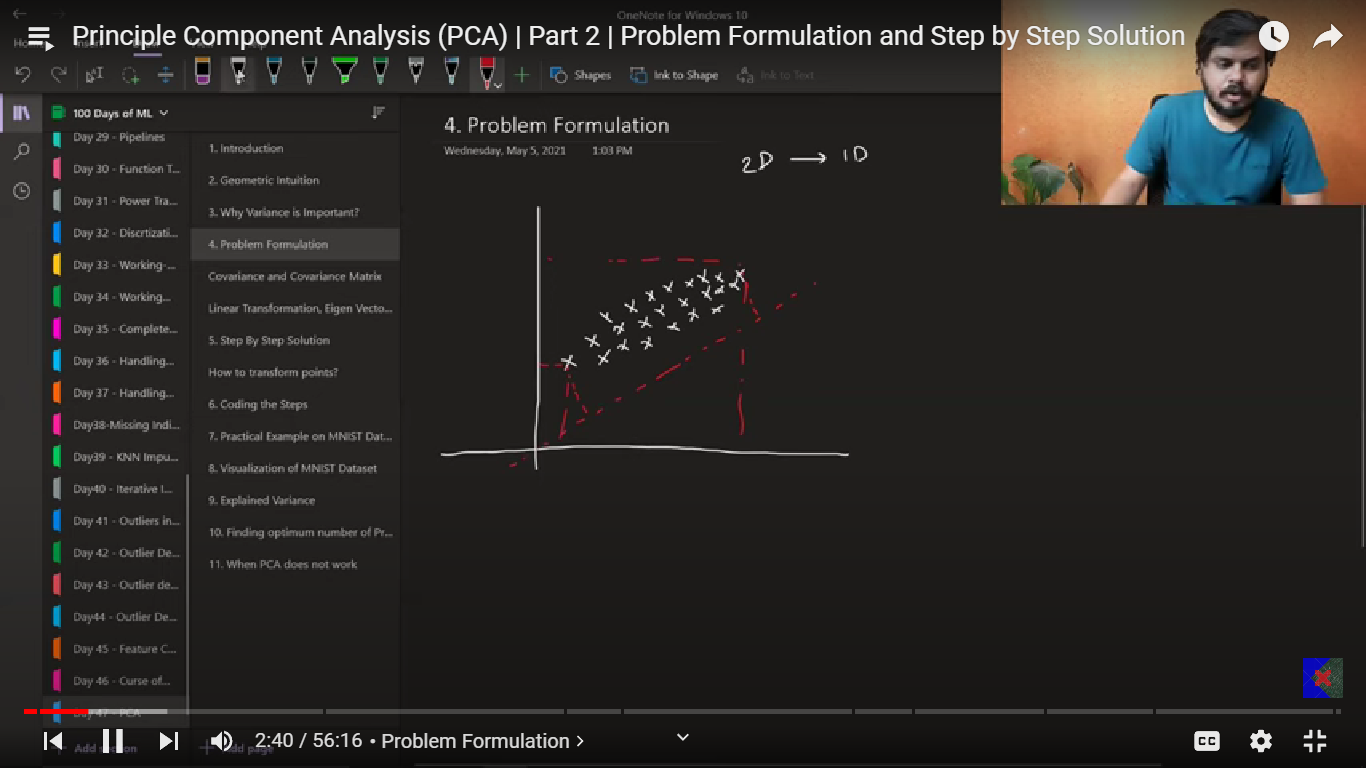 OneNote for Windows 10
Principle Component Analysis (PCA) | Part 2 | Problem Formulation and Step by Step Solution
Shapes
Ink to Shape
Ink to Text
100 Days of ML
Day 29 - Pipelines
Day 30 - Function T...
Day 31 - Power Tra...
Day 32 - Discrtizati...
Day 33 - Working-...
Day 34 - Working...
Day 35 - Complete...
Day 36 - Handling...
Day 37 - Handling...
Day38-Missing Indi...
Day39 - KNN Impu...
Day40 - Iterative I...
Day 41 - Outliers in...
Day 42 - Outlier De...
Day 43 - Outlier de...
Day44 - Outlier De...
Day 45 - Feature C...
Day 46 - Curse of...
Day 47 - PCA
Add section
1. Introduction
2. Geometric Intuition
3. Why Variance is Important?
4. Problem Formulation
Covariance and Covariance Matrix
Linear Transformation, Eigen Vecto...
5. Step By Step Solution
How to transform points?
6. Coding the Steps
7. Practical Example on MNIST Dat...
8. Visualization of MNIST Dataset
9. Explained Variance
10. Finding optimum number of Pr...
11. When PCA does not work
Add page
4. Problem Formulation
Wednesday, May 5, 2021 1:03 PM
2D → 1D
2:40 / 56:16 • Problem Formulation >
CC